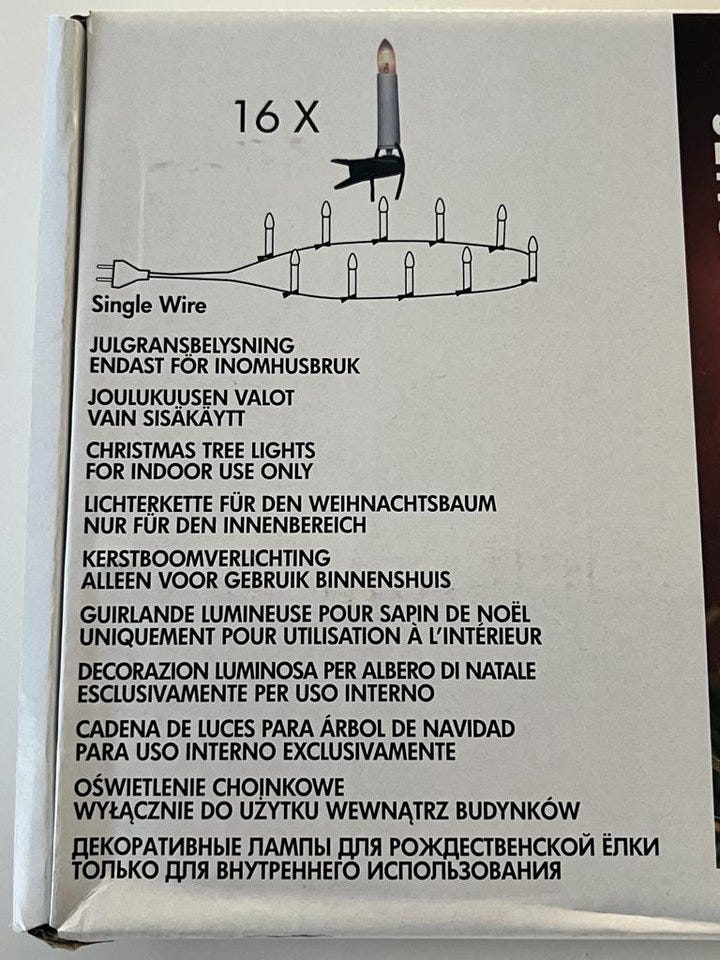 16 X
Single Wire
JULGRANSBELYSNING
ENDAST FÖR INOMHUSBRUK
JOULUKUUSEN VALOT
VAIN SISÄKÄYTT
CHRISTMAS TREE LIGHTS
FOR INDOOR USE ONLY
LICHTERKETTE FÜR DEN WEIHNACHTSBAUM
NUR FÜR DEN INNENBEREICH
KERSTBOOMVERLICHTING
ALLEEN VOOR GEBRUIK BINNENSHUIS
GUIRLANDE LUMINEUSE POUR SAPIN DE NOËL
UNIQUEMENT POUR UTILISATION À L'INTÉRIEUR
DECORAZION LUMINOSA PER ALBERO DI NATALE
ESCLUSIVAMENTE PER USO INTERNO
CADENA DE LUCES PARA ÁRBOL DE NAVIDAD
PARA USO INTERNO EXCLUSIVAMENTE
OŚWIETLENIE CHOINKOWE
WYŁĄCZNIE DO UŻYTKU WEWNĄTRZ BUDYNKÓW
ДЕКОРАТИВНЫЕ ЛАМПЫ ДЛЯ РОЖДЕСТВЕНСКОЙ ЁЛКИ
ТОЛЬКО ДЛЯ ВНУТРЕННЕГО ИСПОЛЬЗОВАНИЯ